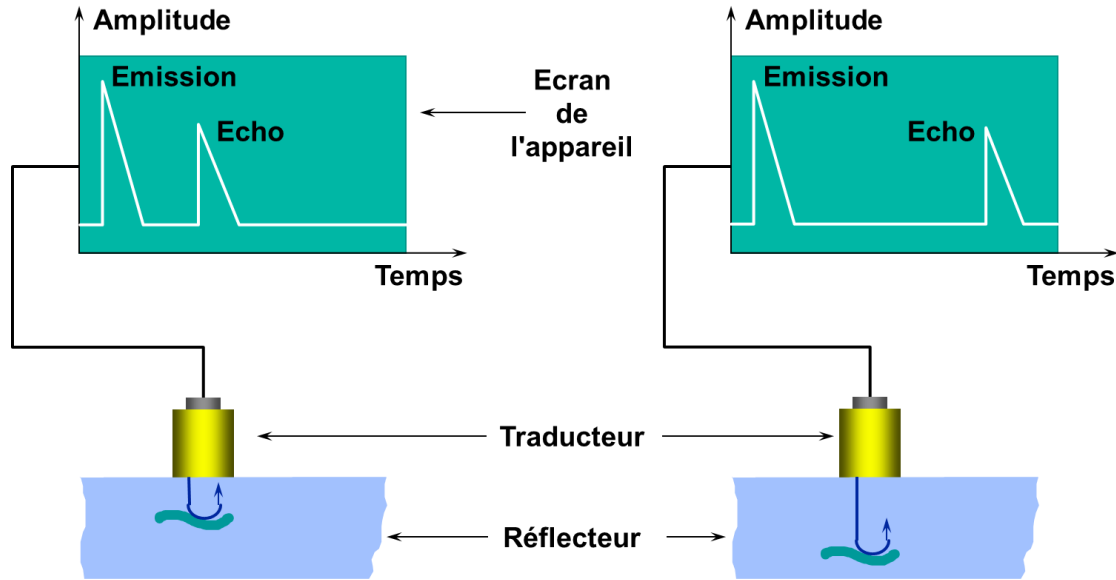 Amplitude
Emission
Echo
Temps
Ecran
de
l'appareil
Amplitude
Emission
Echo
Temps
Traducteur
Réflecteur